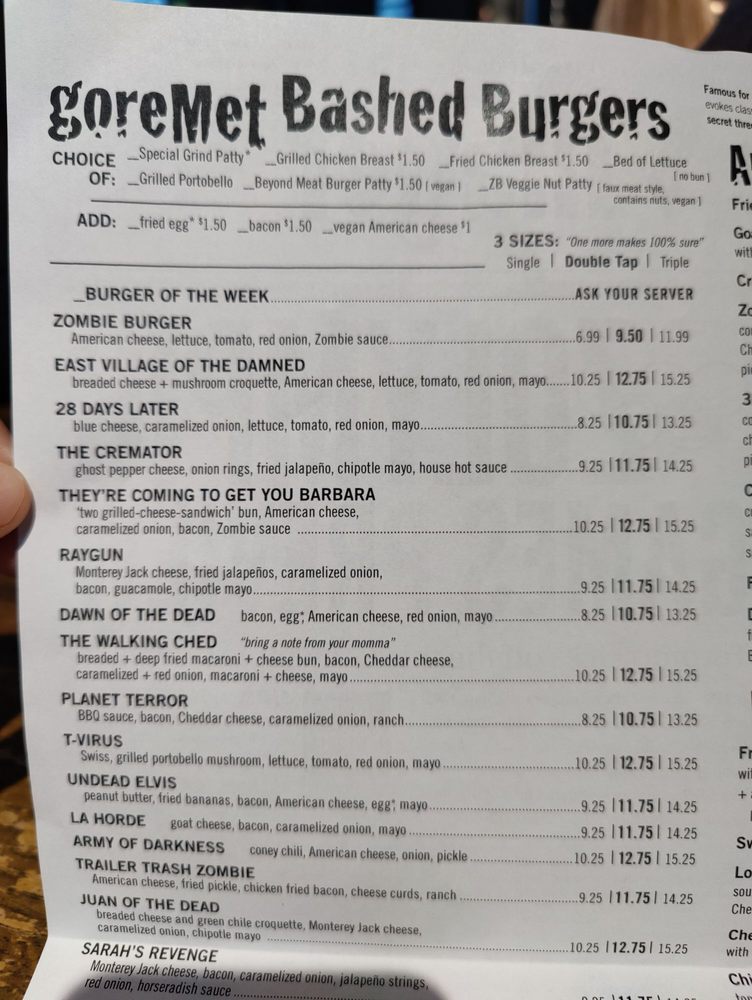 goreMet Bashed Burgers
CHOICE OF: __Special Grind Patty* __Grilled Chicken Breast $1.50 __Fried Chicken Breast $1.50 __Bed of Lettuce [no bun]
__Grilled Portobello __Beyond Meat Burger Patty $1.50 [vegan] __ZB Veggie Nut Patty [faux meat style, contains nuts, vegan]
ADD: __fried egg* $1.50 __bacon $1.50 __vegan American cheese $1
3 SIZES: "One more makes 100% sure"
Single | Double Tap | Triple
_BURGER OF THE WEEK...ASK YOUR SERVER
ZOMBIE BURGER
American cheese, lettuce, tomato, red onion, Zombie sauce...6.99 | 9.50 | 11.99
EAST VILLAGE OF THE DAMNED
breaded cheese + mushroom croquette, American cheese, lettuce, tomato, red onion, mayo...10.25 | 12.75 | 15.25
28 DAYS LATER
blue cheese, caramelized onion, lettuce, tomato, red onion, mayo...8.25 | 10.75 | 13.25
THE CREMATOR
ghost pepper cheese, onion rings, fried jalapeño, chipotle mayo, house hot sauce ...9.25 | 11.75 | 14.25
THEY'RE COMING TO GET YOU BARBARA
'two grilled-cheese-sandwich' bun, American cheese,
caramelized onion, bacon, Zombie sauce ...10.25 | 12.75 | 15.25
RAYGUN
Monterey Jack cheese, fried jalapeños, caramelized onion,
bacon, guacamole, chipotle mayo...9.25 | 11.75 | 14.25
DAWN OF THE DEAD bacon, egg*, American cheese, red onion, mayo...8.25 | 10.75 | 13.25
THE WALKING CHED "bring a note from your momma"
breaded + deep fried macaroni + cheese bun, bacon, Cheddar cheese,
caramelized + red onion, macaroni + cheese, mayo...10.25 | 12.75 | 15.25
PLANET TERROR
BBQ sauce, bacon, Cheddar cheese, caramelized onion, ranch...8.25 | 10.75 | 13.25
T-VIRUS
Swiss, grilled portobello mushroom, lettuce, tomato, red onion, mayo...10.25 | 12.75 | 15.25
UNDEAD ELVIS
peanut butter, fried bananas, bacon, American cheese, egg*, mayo...9.25 | 11.75 | 14.25
LA HORDE goat cheese, bacon, caramelized onion, mayo ...9.25 | 11.75 | 14.25
ARMY OF DARKNESS coney chili, American cheese, onion, pickle...10.25 | 12.75 | 15.25
TRAILER TRASH ZOMBIE
American cheese, fried pickle, chicken fried bacon, cheese curds, ranch ...9.25 | 11.75 | 14.25
JUAN OF THE DEAD
breaded cheese and green chile croquette, Monterey Jack cheese,
caramelized onion, chipotle mayo ...10.25 | 12.75 | 15.25
SARAH'S REVENGE
Monterey Jack cheese, bacon, caramelized onion, jalapeño strings,
red onion, horseradish sauce...
Famous for
evokes
secret